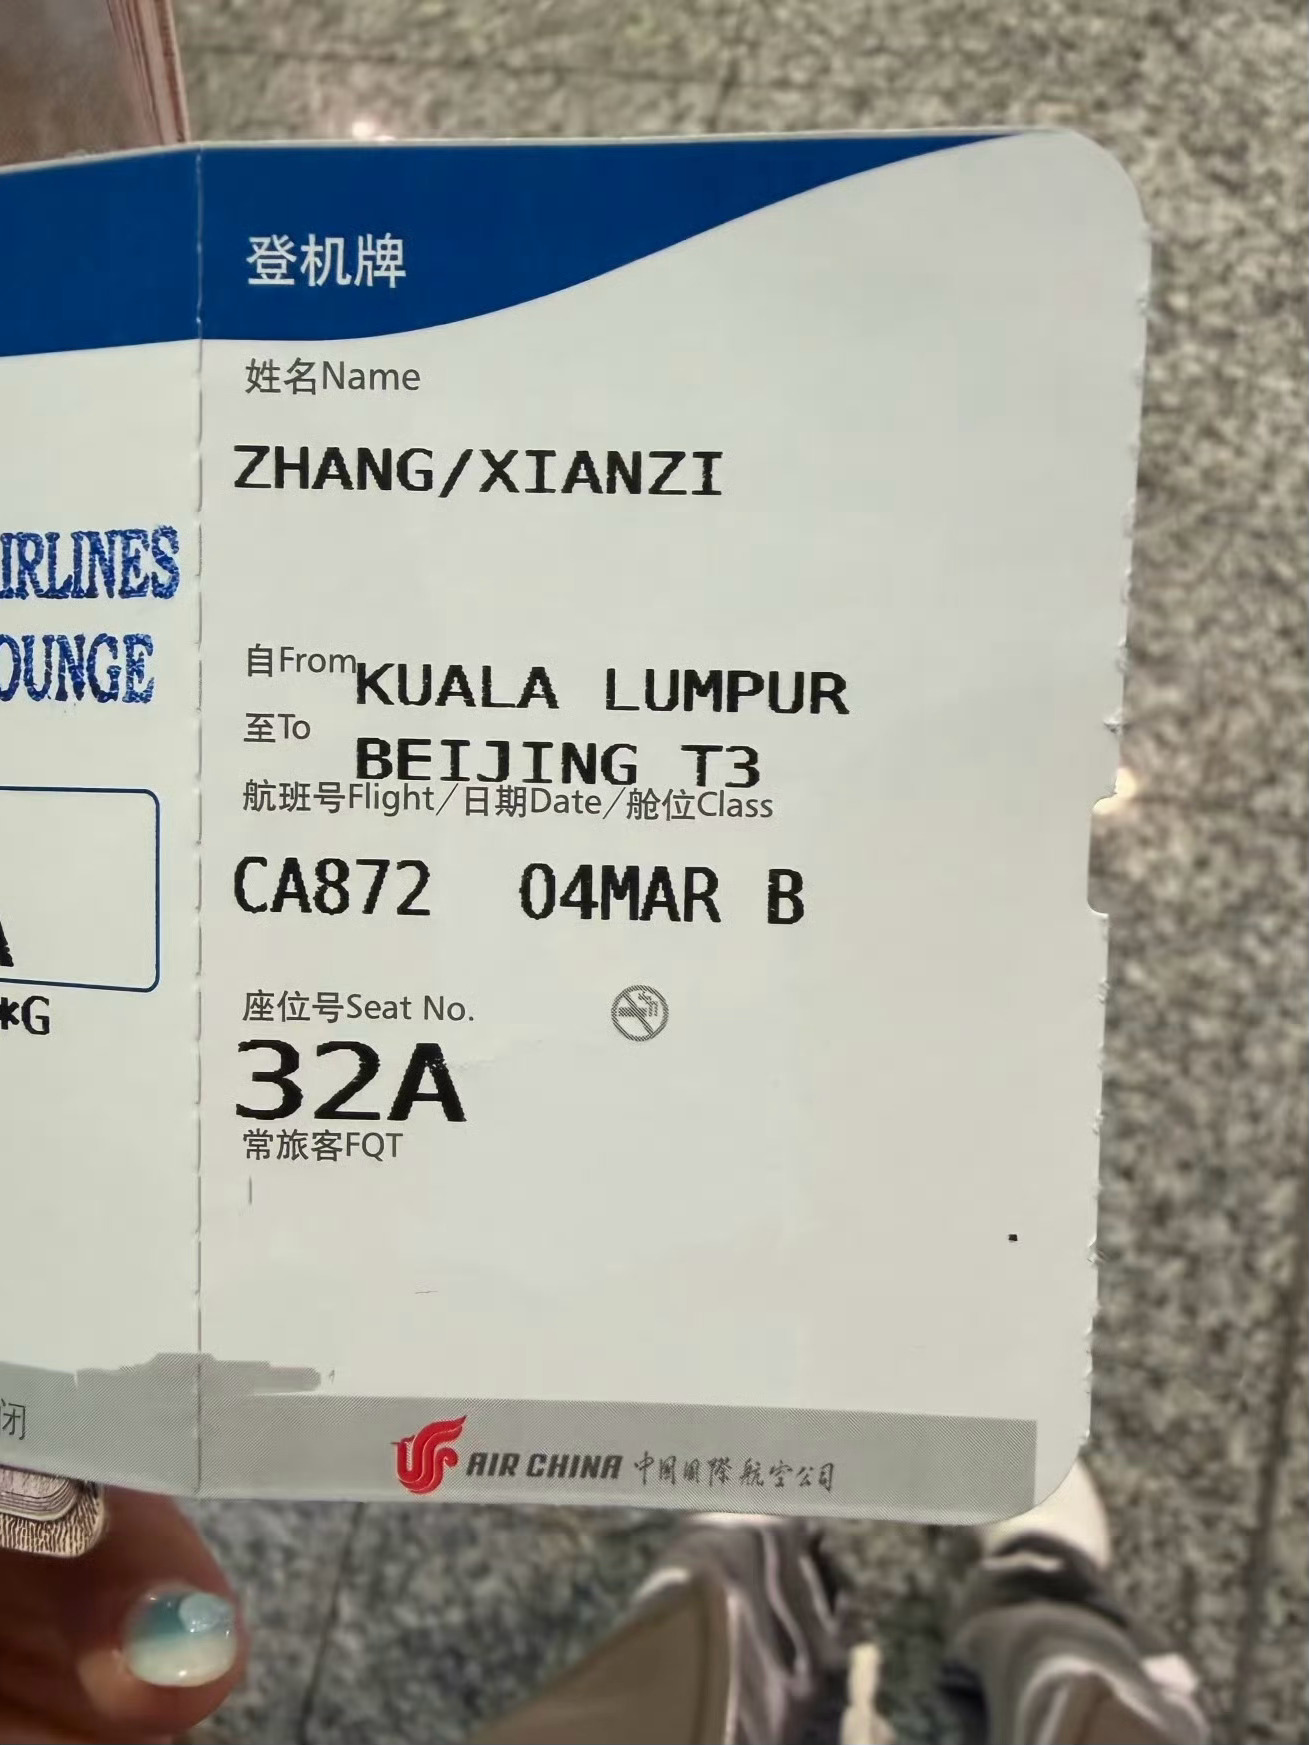 登机牌
姓名Name
ZHANG/XIANZI
IRLINES
OUNGE
自From KUALA LUMPUR
至To BEIJING T3
航班号Flight/日期Date/舱位Class
CA872 04MAR B
A
*G
座位号Seat No.
32A
常旅客FQT
闭
AIR CHINA 中国国际航空公司